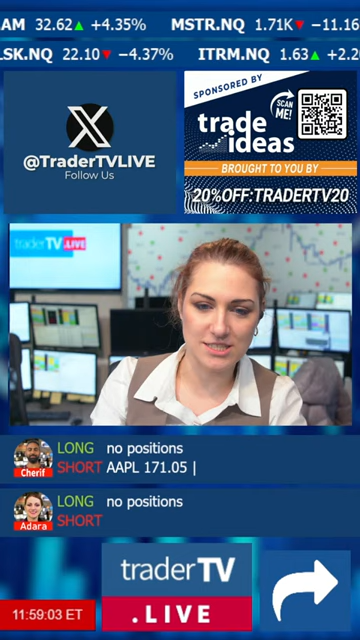 .AM 32.62▲ +4.35% MSTR.NQ 1.71K▼ −11.16
LSK.NQ 22.10▼ −4.37% ITRM.NQ 1.63▲ +2.2
X
@TraderTVLIVE
Follow Us
SPONSORED BY
SCAN ME!
trade ideas
BROUGHT TO YOU BY
20%OFF:TRADERTV20
traderTV.LIVE
LONG no positions
SHORT AAPL 171.05 |
Cherif
LONG no positions
SHORT
Adara
traderTV
.LIVE
11:59:03 ET